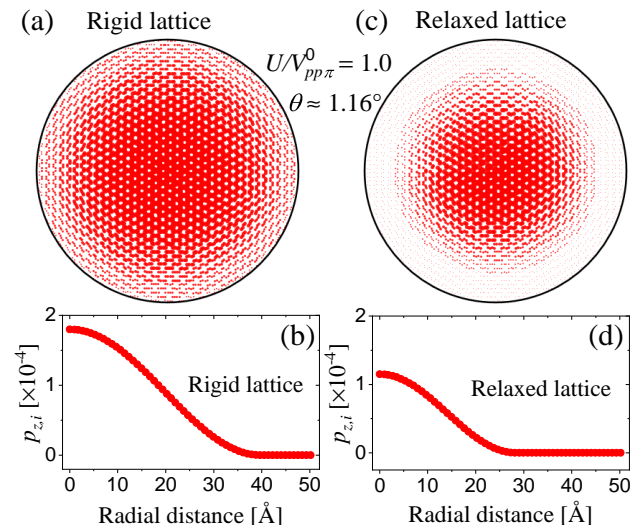 (a) Rigid lattice
(c) Relaxed lattice
U/V⁰ₚₚπ = 1.0
θ ≈ 1.16°
(b)
Rigid lattice
p_{z,i} [×10⁻⁴]
2
1
0
0 10 20 30 40 50
Radial distance [Å]
(d)
Relaxed lattice
p_{z,i} [×10⁻⁴]
2
1
0
0 10 20 30 40 50
Radial distance [Å]